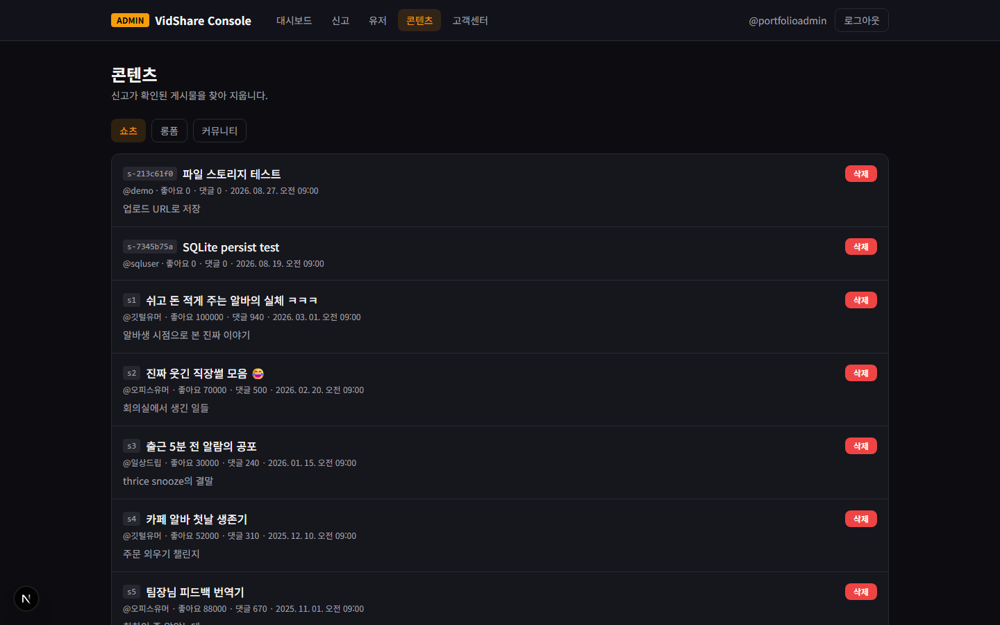 ADMIN VidShare Console 대시보드 신고 유저 콘텐츠 고객센터 @portfolioadmin 로그아웃
콘텐츠
신고가 확인된 게시물을 찾아 지웁니다.
쇼츠 롱폼 커뮤니티
s-213c61f0 파일 스토리지 테스트 삭제
@demo · 좋아요 0 · 댓글 0 · 2026. 08. 27. 오전 09:00
업로드 URL로 저장
s-7345b75a SQLite persist test 삭제
@sqluser · 좋아요 0 · 댓글 0 · 2026. 08. 19. 오전 09:00
s1 쉬고 돈 적게 주는 알바의 실체 ㅋㅋㅋ 삭제
@깃털유머 · 좋아요 100000 · 댓글 940 · 2026. 03. 01. 오전 09:00
알바생 시점으로 본 진짜 이야기
s2 진짜 웃긴 직장썰 모음 😂 삭제
@오피스유머 · 좋아요 70000 · 댓글 500 · 2026. 02. 20. 오전 09:00
회의실에서 생긴 일들
s3 출근 5분 전 알람의 공포 삭제
@일상드립 · 좋아요 30000 · 댓글 240 · 2026. 01. 15. 오전 09:00
thrice snooze의 결말
s4 카페 알바 첫날 생존기 삭제
@깃털유머 · 좋아요 52000 · 댓글 310 · 2025. 12. 10. 오전 09:00
주문 외우기 챌린지
s5 팀장님 피드백 번역기 삭제
@오피스유머 · 좋아요 88000 · 댓글 670 · 2025. 11. 01. 오전 09:00
N